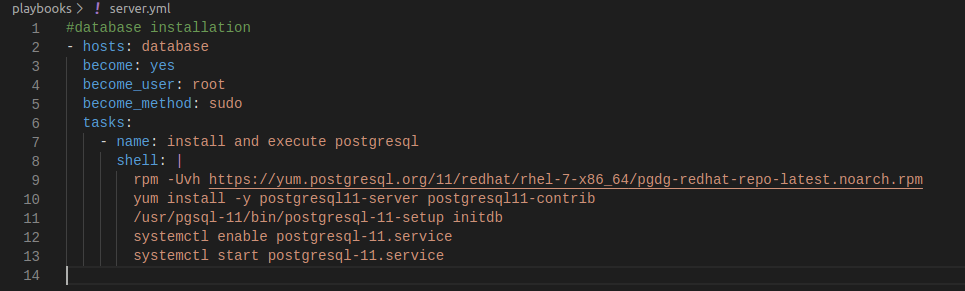 playbooks > ! server.yml
1 #database installation
2 - hosts: database
3 become: yes
4 become_user: root
5 become_method: sudo
6 tasks:
7 - name: install and execute postgresql
8 shell: |
9 rpm -Uvh https://yum.postgresql.org/11/redhat/rhel-7-x86_64/pgdg-redhat-repo-latest.noarch.rpm
10 yum install -y postgresql11-server postgresql11-contrib
11 /usr/pgsql-11/bin/postgresql-11-setup initdb
12 systemctl enable postgresql-11.service
13 systemctl start postgresql-11.service
14